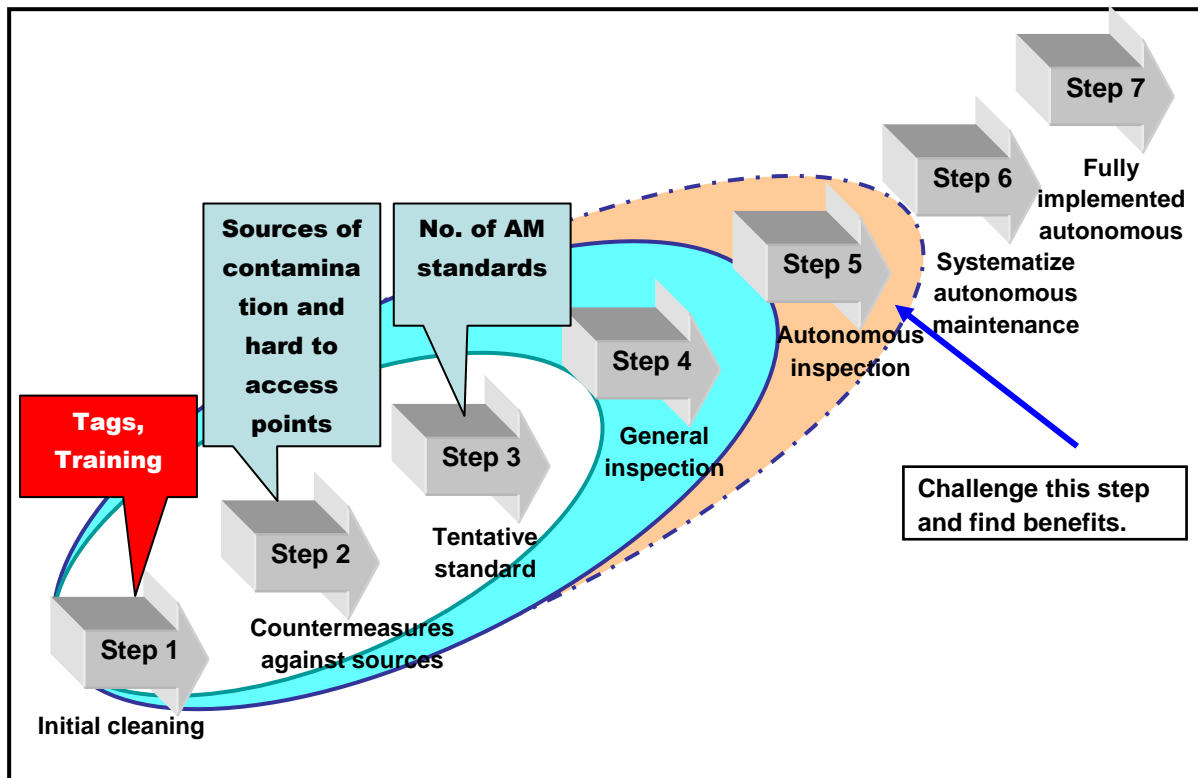 Step 7
Fully
implemented
autonomous
Step 6
Systematize
autonomous
maintenance
Step 5
Autonomous
inspection
Sources of
contamina
tion and
hard to
access
points
No. of AM
standards
Step 4
General
inspection
Tags,
Training
Step 3
Tentative
standard
Challenge this step
and find benefits.
Step 2
Countermeasures
against sources
Step 1
Initial cleaning